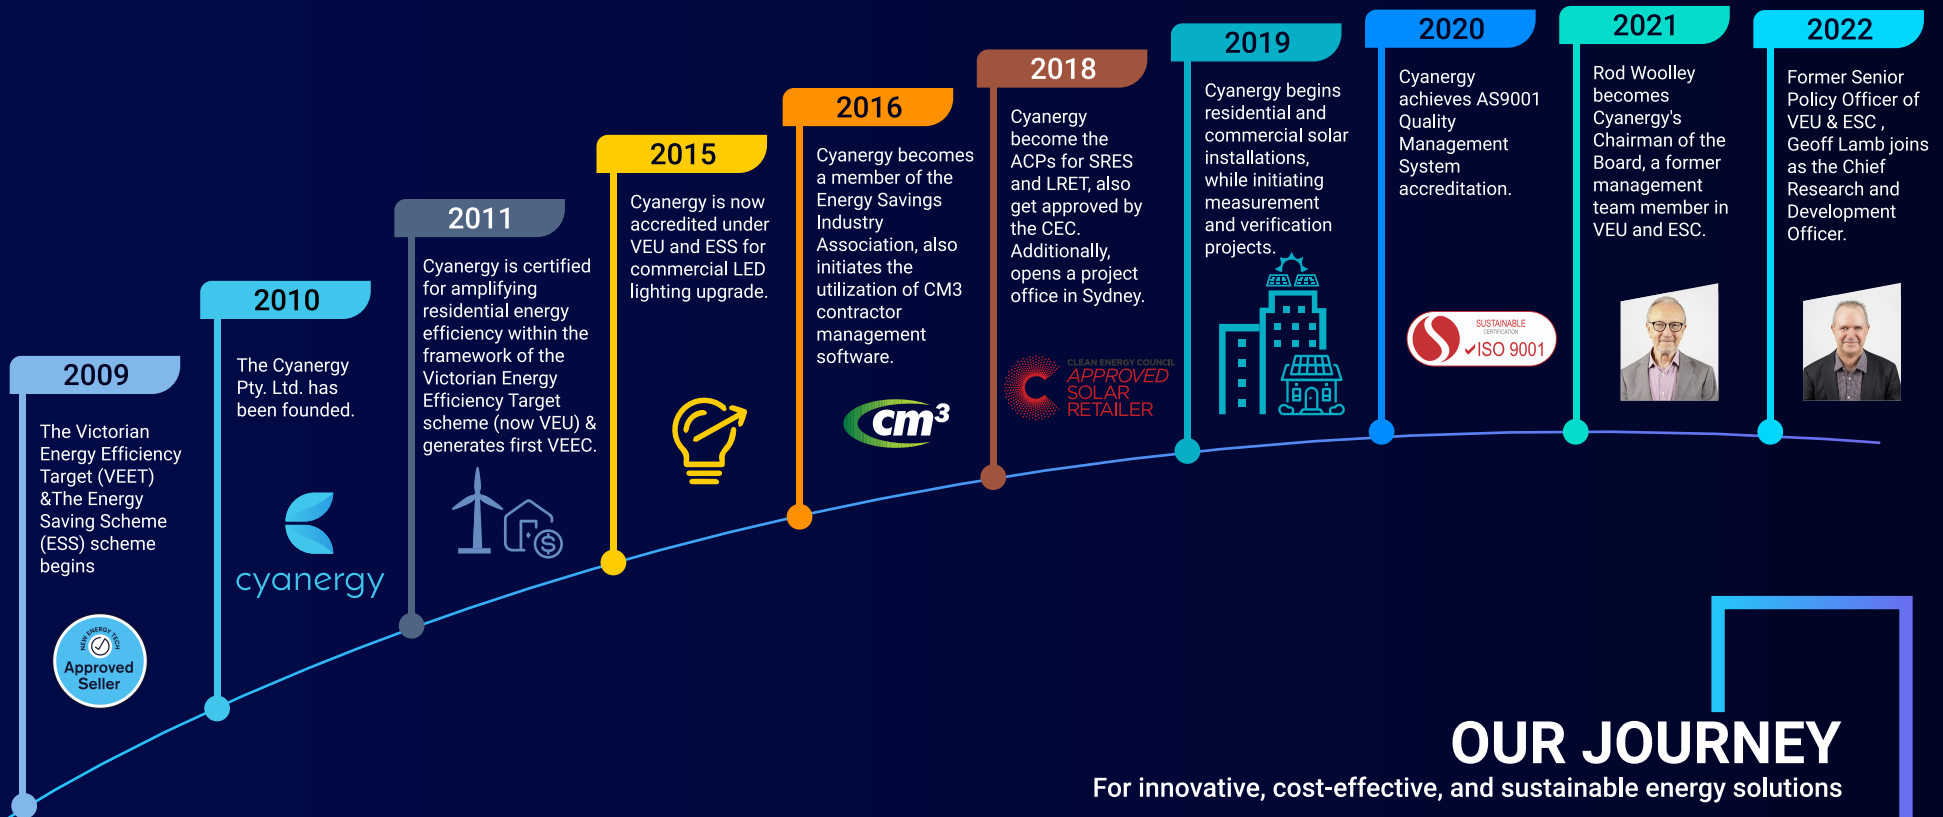 2009
The Victorian
Energy Efficiency
Target (VEET)
&The Energy
Saving Scheme
(ESS) scheme
begins
NEW ENERGY TECH
Approved
Seller
2010
The Cyanergy
Pty. Ltd. has
been founded.
cyanergy
2011
Cyanergy is certified
for amplifying
residential energy
efficiency within the
framework of the
Victorian Energy
Efficiency Target
scheme (now VEU) &
generates first VEEC.
$
2015
Cyanergy is now
accredited under
VEU and ESS for
commercial LED
lighting upgrade.
2016
Cyanergy becomes
a member of the
Energy Savings
Industry
Association, also
initiates the
utilization of CM3
contractor
management
software.
cm³
2018
Cyanergy
become the
ACPs for SRES
and LRET, also
get approved by
the CEC.
Additionally,
opens a project
office in Sydney.
CLEAN ENERGY COUNCIL
APPROVED
SOLAR
RETAILER
2019
Cyanergy begins
residential and
commercial solar
installations,
while initiating
measurement
and verification
projects.
2020
Cyanergy
achieves AS9001
Quality
Management
System
accreditation.
SUSTAINABLE
CERTIFICATION
✓ISO 9001
2021
Rod Woolley
becomes
Cyanergy's
Chairman of the
Board, a former
management
team member in
VEU and ESC.
2022
Former Senior
Policy Officer of
VEU & ESC ,
Geoff Lamb joins
as the Chief
Research and
Development
Officer.
OUR JOURNEY
For innovative, cost-effective, and sustainable energy solutions